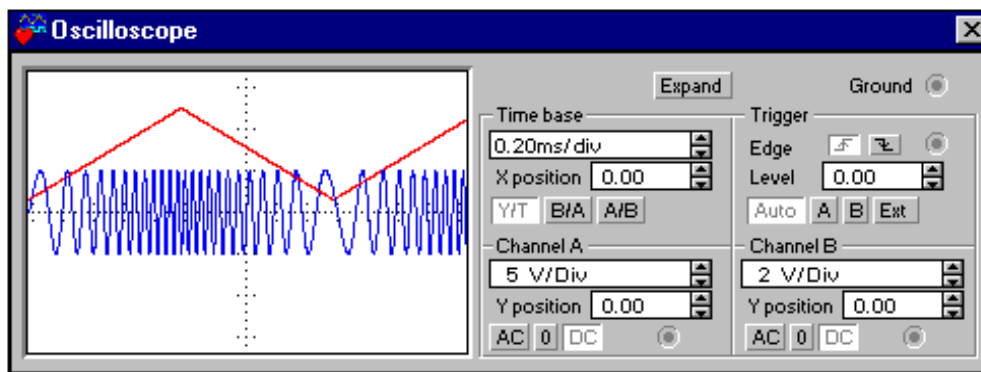 Oscilloscope
Expand
Ground
Time base
0.20ms/div
X position 0.00
Y/T B/A A/B
Trigger
Edge
Level 0.00
Auto A B Ext
Channel A
5 V/Div
Y position 0.00
AC 0 DC
Channel B
2 V/Div
Y position 0.00
AC 0 DC